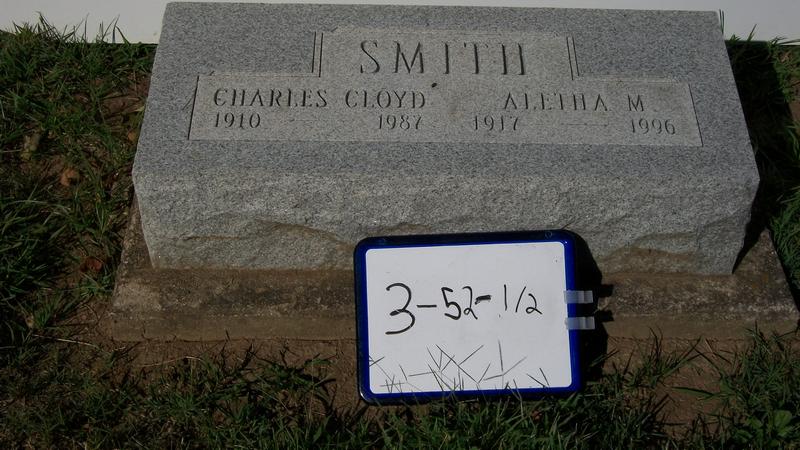 SMITH
CHARLES CLOYD ALETHA M
1910 - 1987 1917 - 1996
3-52-1/2